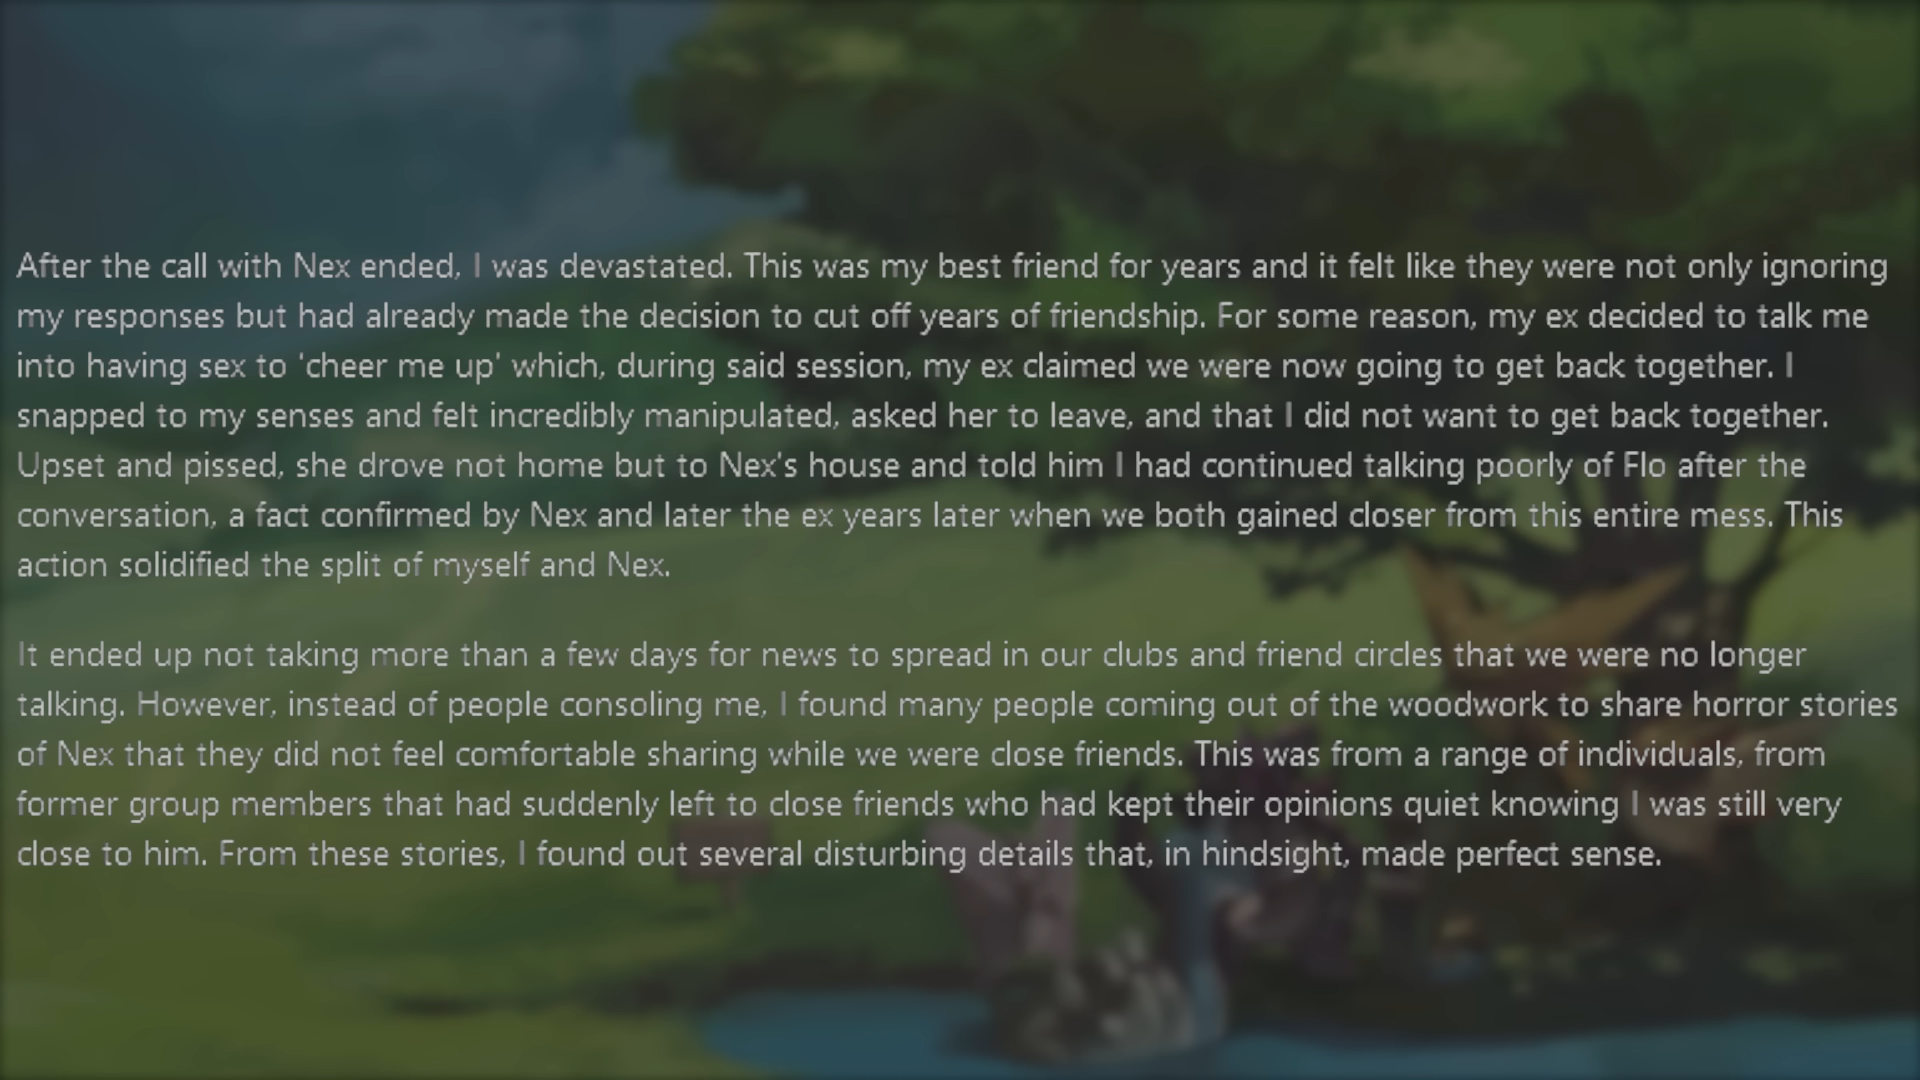 After the call with Nex ended, I was devastated. This was my best friend for years and it felt like they were not only ignoring
my responses but had already made the decision to cut off years of friendship. For some reason, my ex decided to talk me
into having sex to 'cheer me up' which, during said session, my ex claimed we were now going to get back together. I
snapped to my senses and felt incredibly manipulated, asked her to leave, and that I did not want to get back together.
Upset and pissed, she drove not home but to Nex's house and told him I had continued talking poorly of Flo after the
conversation, a fact confirmed by Nex and later the ex years later when we both gained closer from this entire mess. This
action solidified the split of myself and Nex.
It ended up not taking more than a few days for news to spread in our clubs and friend circles that we were no longer
talking. However, instead of people consoling me, I found many people coming out of the woodwork to share horror stories
of Nex that they did not feel comfortable sharing while we were close friends. This was from a range of individuals, from
former group members that had suddenly left to close friends who had kept their opinions quiet knowing I was still very
close to him. From these stories, I found out several disturbing details that, in hindsight, made perfect sense.